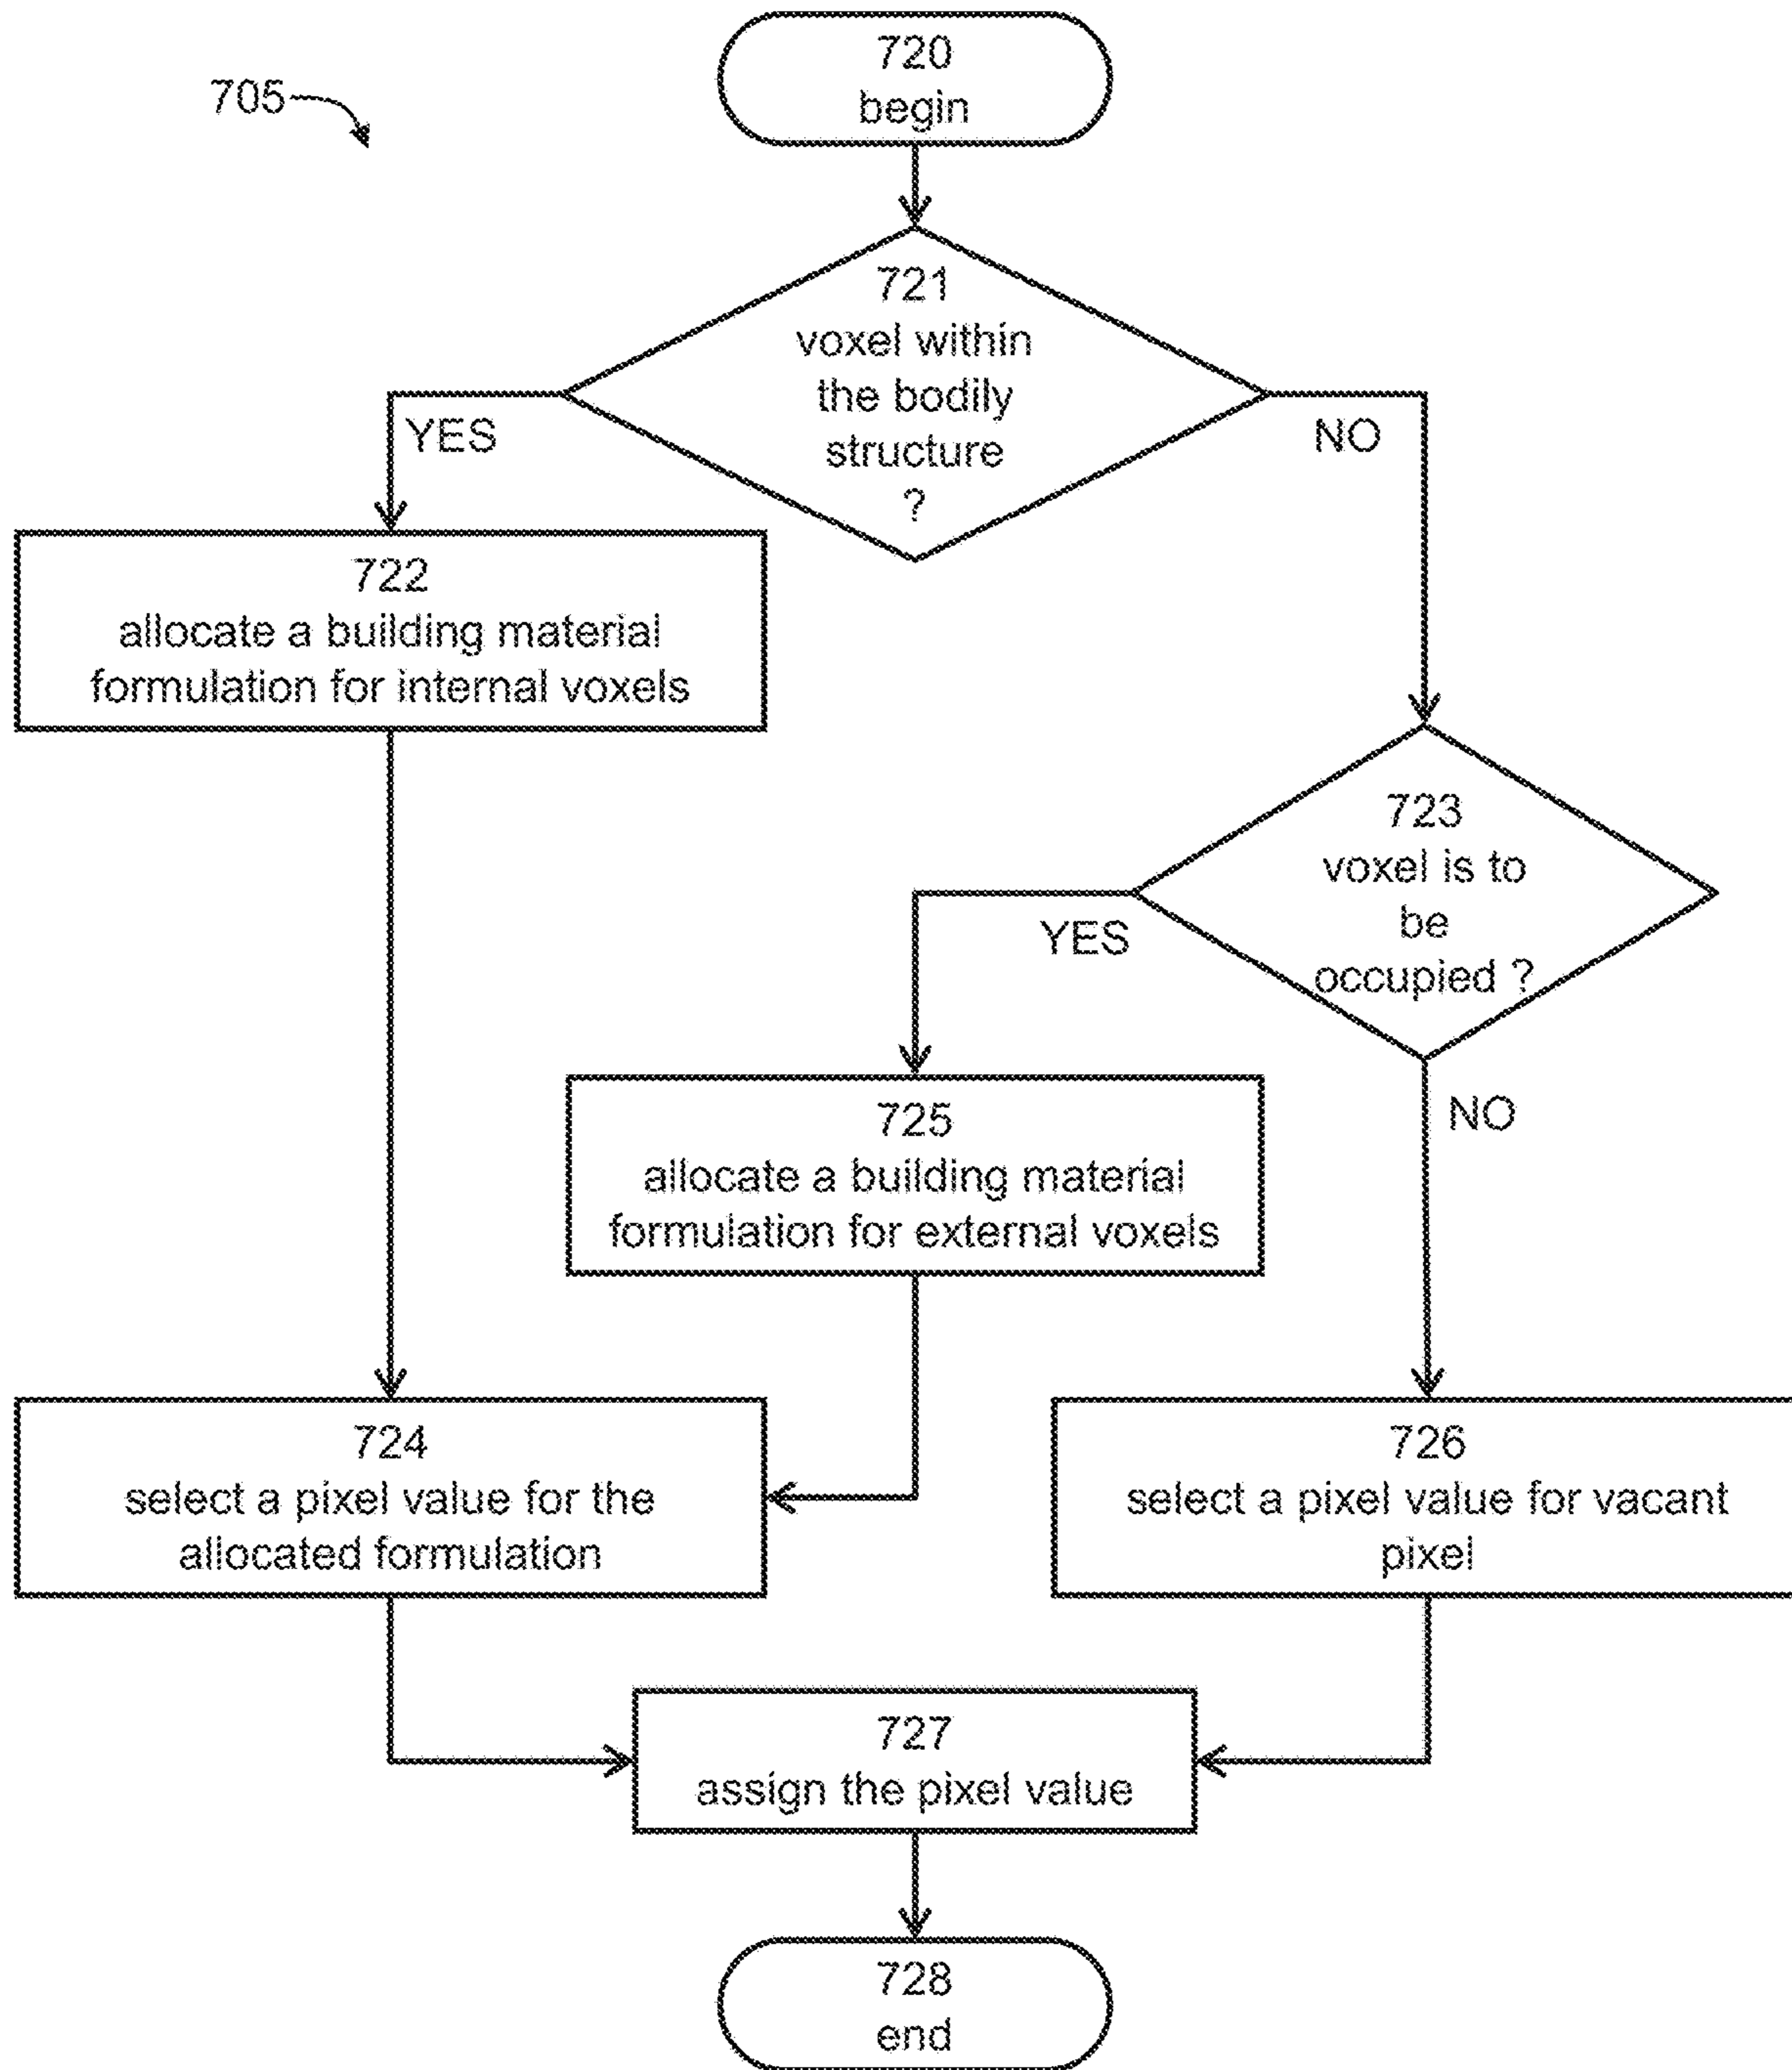 705
720
begin
721
voxel within
the bodily
structure
?
YES
NO
722
allocate a building material
formulation for internal voxels
723
voxel is to
be
occupied ?
YES
NO
725
allocate a building material
formulation for external voxels
724
select a pixel value for the
allocated formulation
726
select a pixel value for vacant
pixel
727
assign the pixel value
728
end